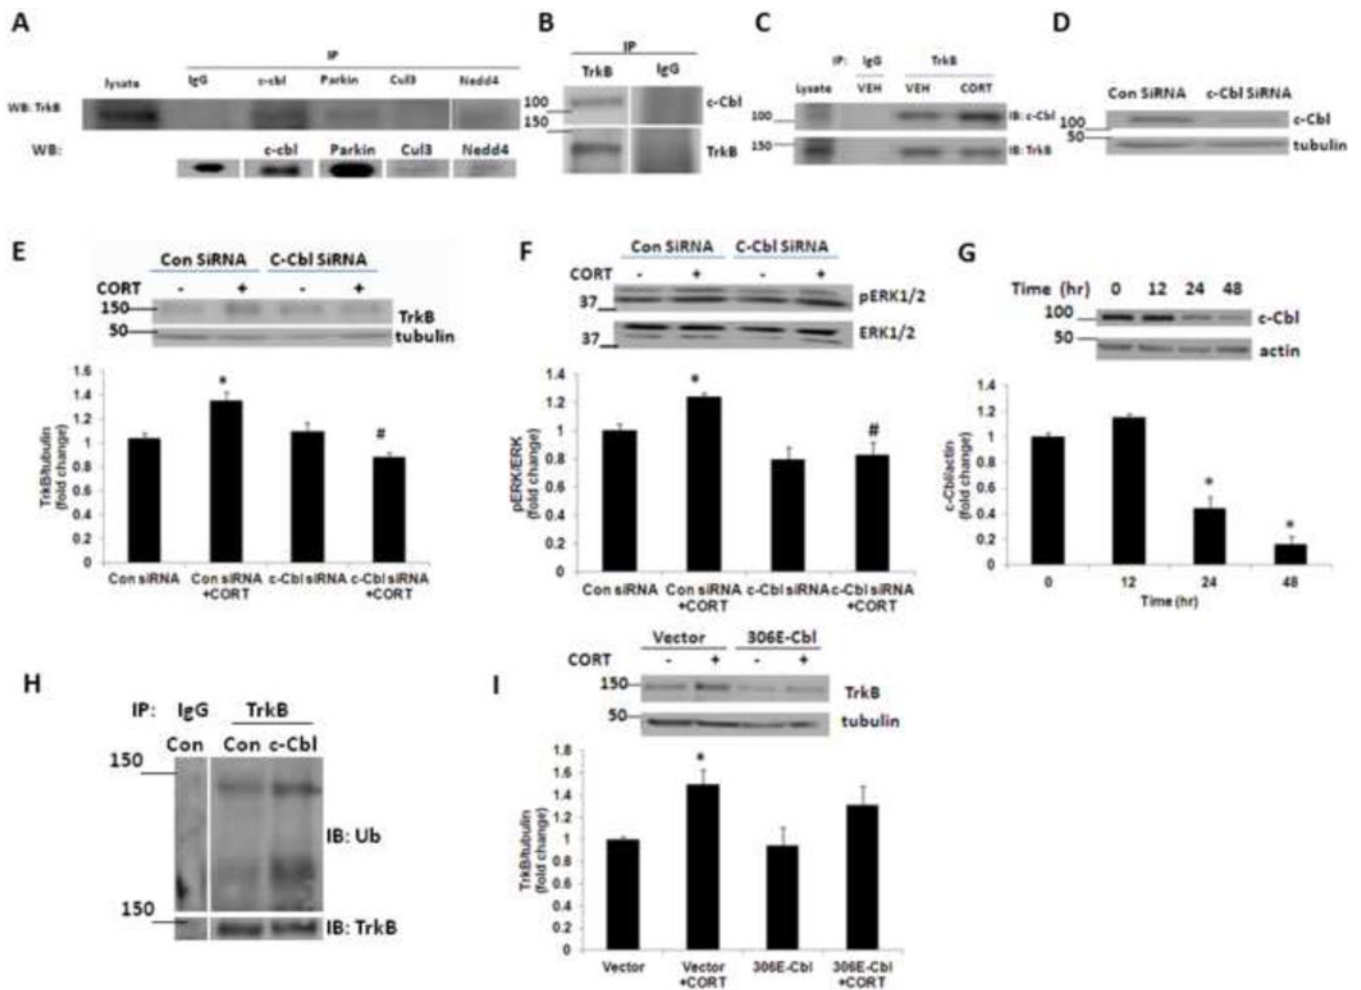 A
IP
lysate IgG c-cbl Parkin Cul3 Nedd4
WB: TrkB
WB: c-cbl Parkin Cul3 Nedd4
B
IP
TrkB IgG
100
c-Cbl
150
TrkB
C
IP: IgG TrkB
Lysate VEH VEH CORT
100
IB: c-Cbl
150
IB: TrkB
D
Con SiRNA c-Cbl SiRNA
c-Cbl
100
50
tubulin
E
Con SiRNA C-Cbl SiRNA
CORT - + - +
150
TrkB
50
tubulin
1.6
1.4
1.2
1
0.8
0.6
0.4
0.2
0
TrkB/tubulin
(fold change)
*
#
Con siRNA Con siRNA c-Cbl siRNA c-Cbl siRNA
+CORT +CORT
F
Con SiRNA C-Cbl SiRNA
CORT - + - +
37
pERK1/2
37
ERK1/2
1.4
1.2
1
0.8
0.6
0.4
0.2
0
pERK/ERK
(fold change)
*
#
Con siRNA Con siRNA c-Cbl siRNA c-Cbl siRNA
+CORT +CORT
G
Time (hr) 0 12 24 48
100
c-Cbl
50
actin
1.4
1.2
1
0.8
0.6
0.4
0.2
0
c-Cbl/actin
(fold change)
*
*
0 12 24 48
Time (hr)
H
IP: IgG TrkB
Con Con c-Cbl
150
IB: Ub
150
IB: TrkB
I
Vector 306E-Cbl
CORT - + - +
150
TrkB
50
tubulin
1.8
1.6
1.4
1.2
1
0.8
0.6
0.4
0.2
0
TrkB/tubulin
(fold change)
*
Vector Vector 306E-Cbl 306E-Cbl
+CORT +CORT